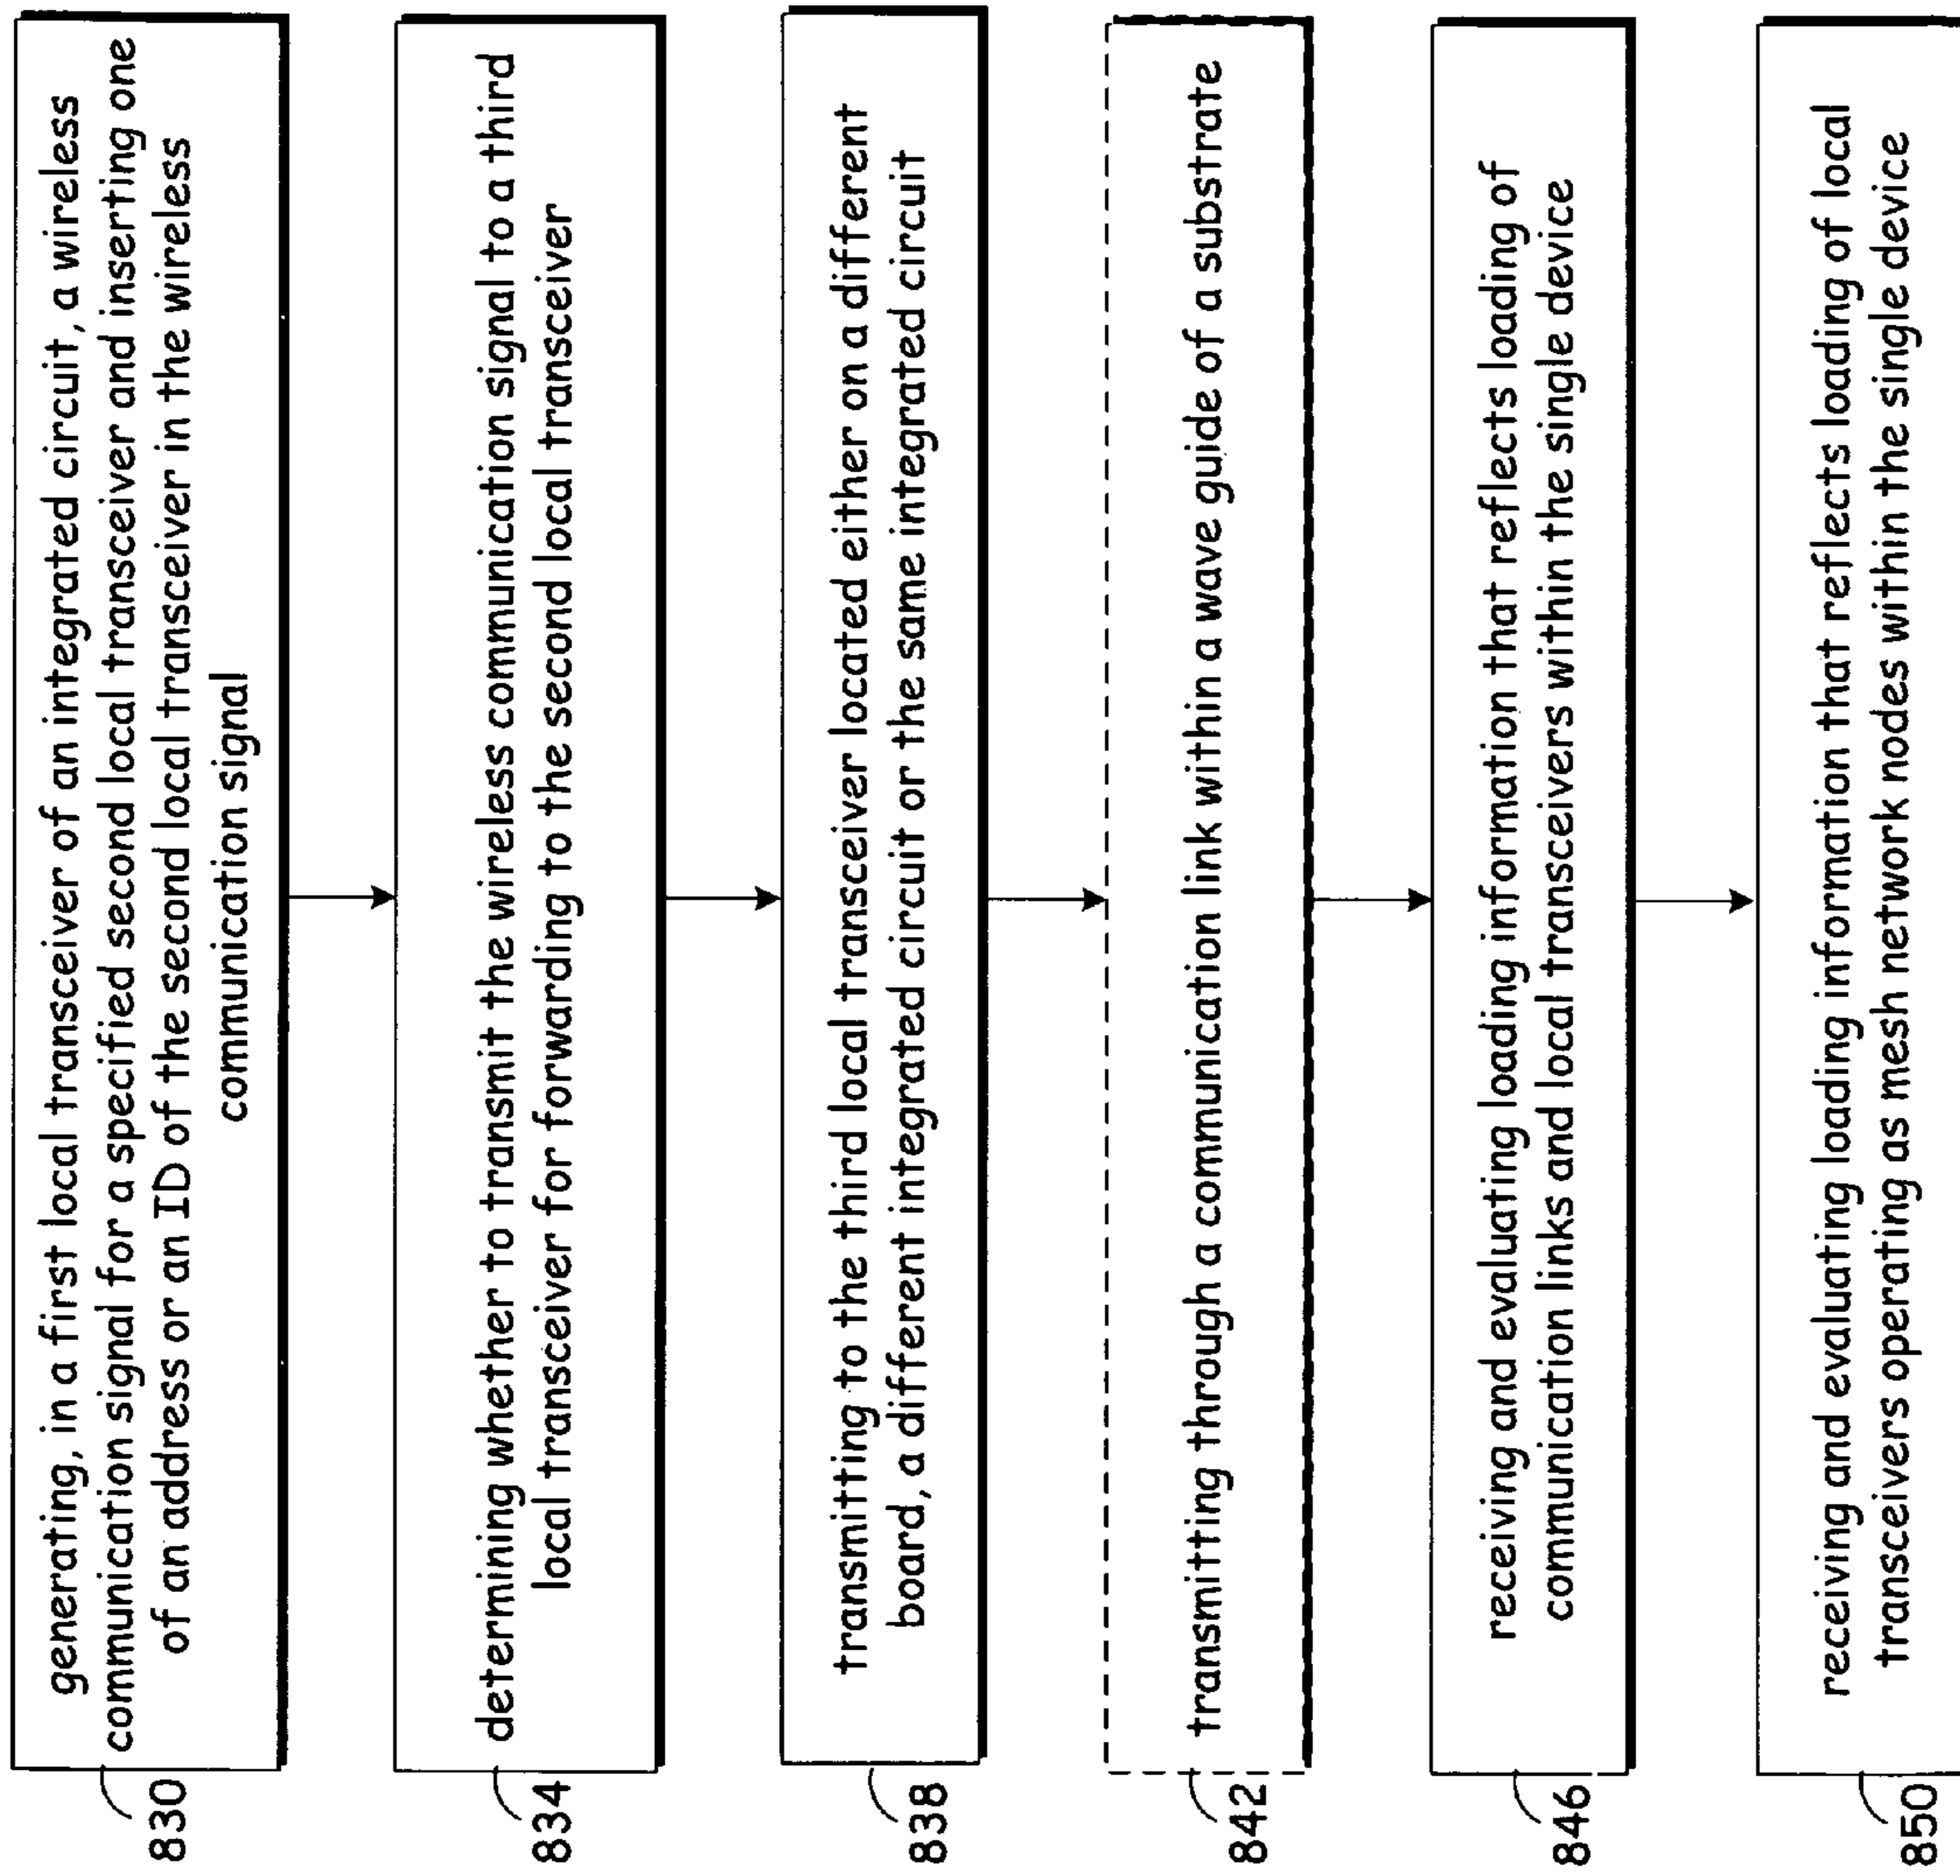 generating, in a first local transceiver of an integrated circuit, a wireless
communication signal for a specified second local transceiver and inserting one
of an address or an ID of the second local transceiver in the wireless
communication signal
830
determining whether to transmit the wireless communication signal to a third
local transceiver for forwarding to the second local transceiver
834
transmitting to the third local transceiver located either on a different
board, a different integrated circuit or the same integrated circuit
838
transmitting through a communication link within a wave guide of a substrate
842
receiving and evaluating loading information that reflects loading of
communication links and local transceivers within the single device
846
receiving and evaluating loading information that reflects loading of local
transceivers operating as mesh network nodes within the single device
850